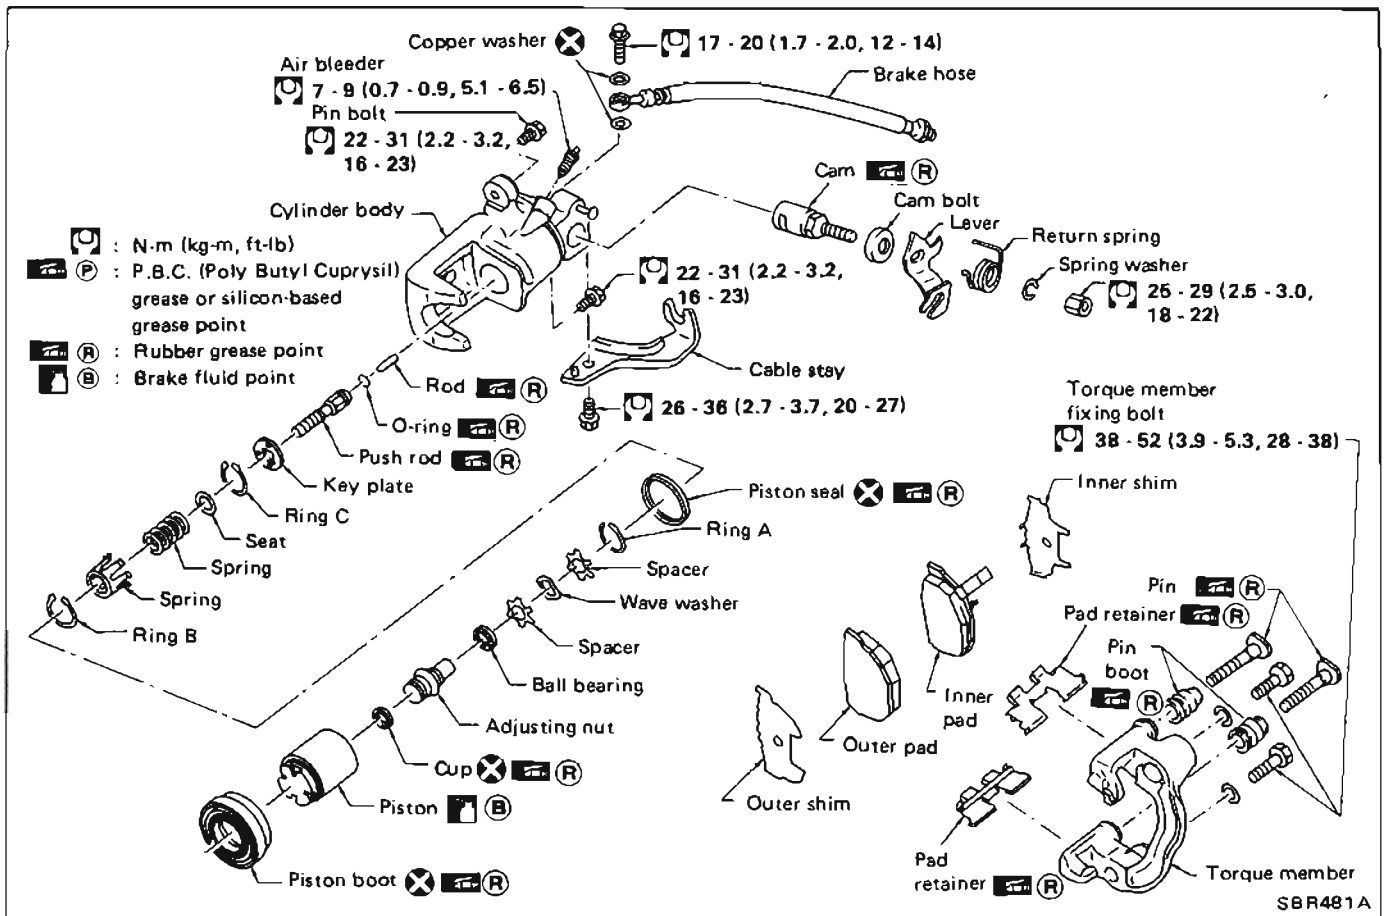 Copper washer
17 - 20 (1.7 - 2.0, 12 - 14)
Air bleeder
7 - 9 (0.7 - 0.9, 5.1 - 6.5)
Brake hose
Pin bolt
22 - 31 (2.2 - 3.2,
16 - 23)
Cam R
Cam bolt
Lever
Return spring
Spring washer
25 - 29 (2.5 - 3.0,
18 - 22)
Cylinder body
: N·m (kg-m, ft-lb)
P : P.B.C. (Poly Butyl Cuprysil)
grease or silicon-based
grease point
R : Rubber grease point
B : Brake fluid point
22 - 31 (2.2 - 3.2,
16 - 23)
Cable stay
26 - 36 (2.7 - 3.7, 20 - 27)
Rod R
O-ring R
Push rod R
Key plate
Ring C
Seat
Spring
Spring
Ring B
Torque member
fixing bolt
38 - 52 (3.9 - 5.3, 28 - 38)
Inner shim
Piston seal R
Ring A
Spacer
Wave washer
Spacer
Ball bearing
Adjusting nut
Cup R
Piston B
Piston boot R
Pin R
Pad retainer R
Pin
boot
R
Inner
pad
Outer pad
Outer shim
Pad
retainer R
Torque member
SBR481A